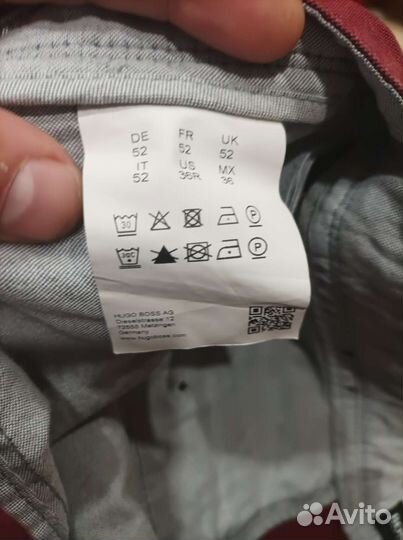 DE FR UK
52 52 52
IT US MX
52 36R 36
30
P
30C
P
HUGO BOSS AG
Dieselstrasse 12
72555 Metzingen
Germany
www.hugoboss.com
Avito